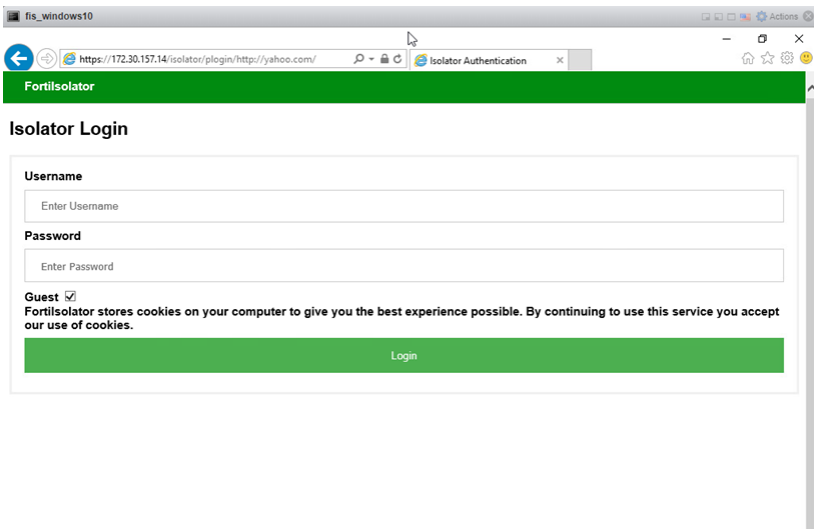 fis_windows10
Actions
https://172.30.157.14/isolator/plogin/http://yahoo.com/
Isolator Authentication
FortiIsolator
Isolator Login
Username
Enter Username
Password
Enter Password
Guest
FortiIsolator stores cookies on your computer to give you the best experience possible. By continuing to use this service you accept
our use of cookies.
Login